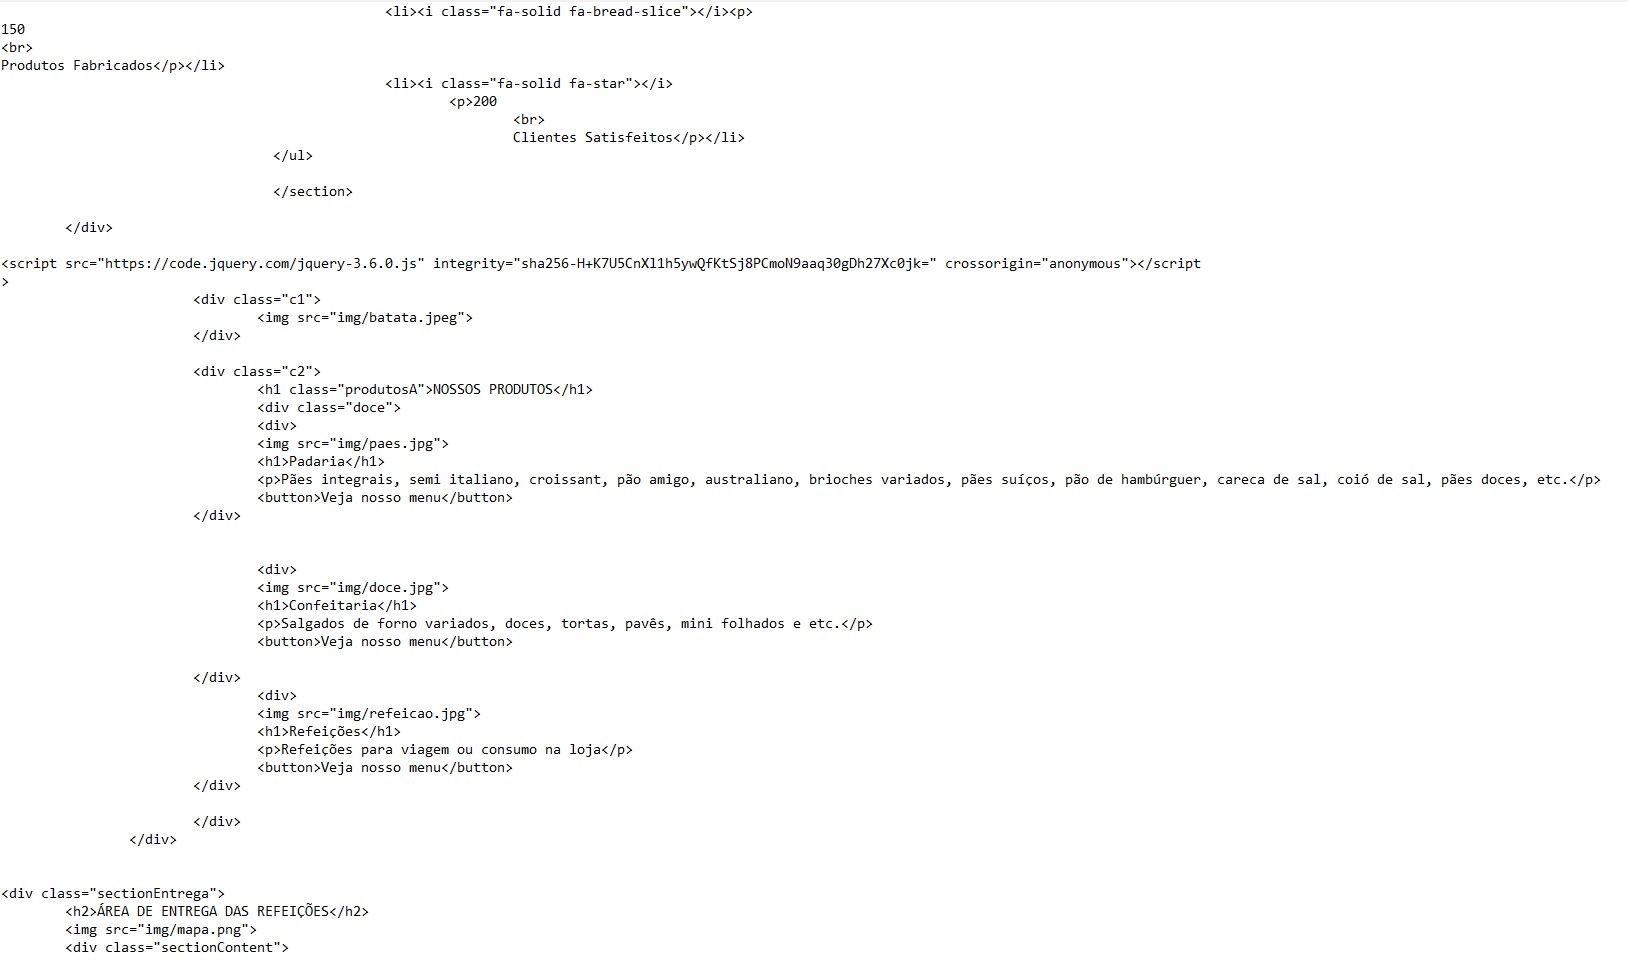 <li><i class="fa-solid fa-bread-slice"></i><p>
150
<br>
Produtos Fabricados</p></li>
<li><i class="fa-solid fa-star"></i>
<p>200
<br>
Clientes Satisfeitos</p></li>
</ul>
</section>
</div>
<script src="https://code.jquery.com/jquery-3.6.0.js" integrity="sha256-H+K7U5CnXl1h5ywQfKtSj8PCmoN9aaq30gDh27Xc0jk=" crossorigin="anonymous"></script
>
<div class="c1">
<img src="img/batata.jpeg">
</div>
<div class="c2">
<h1 class="produtosA">NOSSOS PRODUTOS</h1>
<div class="doce">
<div>
<img src="img/paes.jpg">
<h1>Padaria</h1>
<p>Pães integrais, semi italiano, croissant, pão amigo, australiano, brioches variados, pães suíços, pão de hambúrguer, careca de sal, coió de sal, pães doces, etc.</p>
<button>Veja nosso menu</button>
</div>
<div>
<img src="img/doce.jpg">
<h1>Confeitaria</h1>
<p>Salgados de forno variados, doces, tortas, pavês, mini folhados e etc.</p>
<button>Veja nosso menu</button>
</div>
<div>
<img src="img/refeicao.jpg">
<h1>Refeições</h1>
<p>Refeições para viagem ou consumo na loja</p>
<button>Veja nosso menu</button>
</div>
</div>
</div>
<div class="sectionEntrega">
<h2>ÁREA DE ENTREGA DAS REFEIÇÕES</h2>
<img src="img/mapa.png">
<div class="sectionContent">